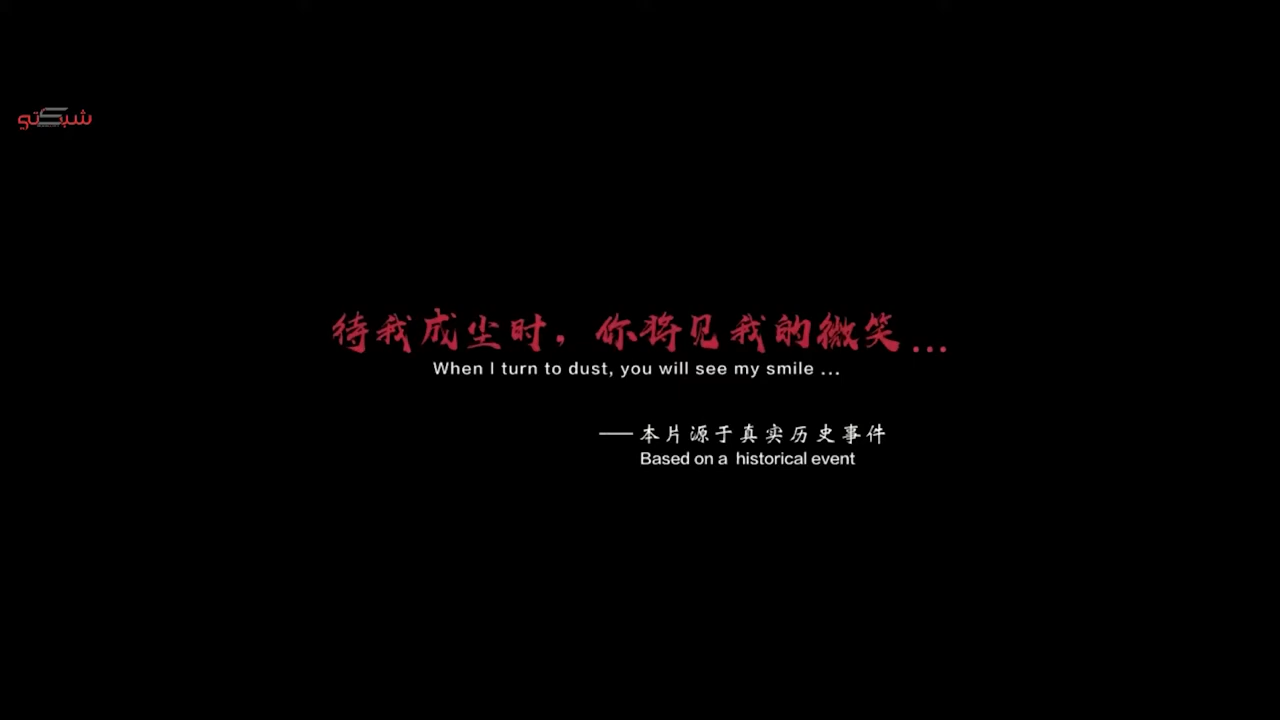 شبكتي
待我成尘时，你将见我的微笑...
When I turn to dust, you will see my smile ...
——本片源于真实历史事件
Based on a historical event